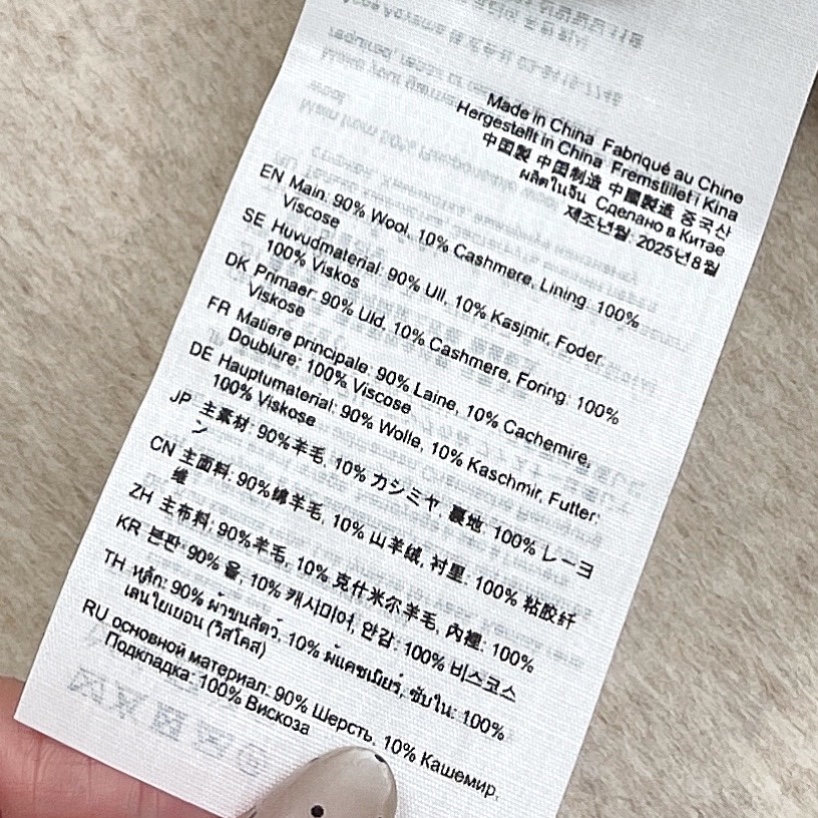 Made in China Fabriqué au Chine
Hergestellt in China Fremstillet i Kina
中国製 中国制造 中國製造 중국산
ผลิตในจีน Сделано в Китае
제조년월: 2025년8월
EN Main: 90% Wool, 10% Cashmere, Lining: 100%
Viscose
SE Huvudmaterial: 90% Ull, 10% Kasjmir, Foder:
100% Viskos
DK Primaer: 90% Uld, 10% Cashmere, Foring: 100%
Viskose
FR Matiere principale: 90% Laine, 10% Cachemire,
Doublure: 100% Viscose
DE Hauptumaterial: 90% Wolle, 10% Kaschmir, Futter:
100% Viskose
JP 主素材: 90%羊毛, 10% カシミヤ, 裏地: 100% レーヨ
ン
CN 主面料: 90%绵羊毛, 10% 山羊绒, 衬里: 100% 粘胶纤
维
ZH 主布料: 90%羊毛, 10% 克什米尔羊毛, 內裡: 100%
KR 본판: 90% 울, 10% 캐시미어, 안감: 100% 비스코스
TH หลัก: 90% ผ้าขนสัตว์, 10% มัแคชเมียร์, ซับใน: 100%
เลนใยเยอน (วิสโคส)
RU основной материал: 90% Шерсть, 10% Кашемир,
Подкладка: 100% Вискоза